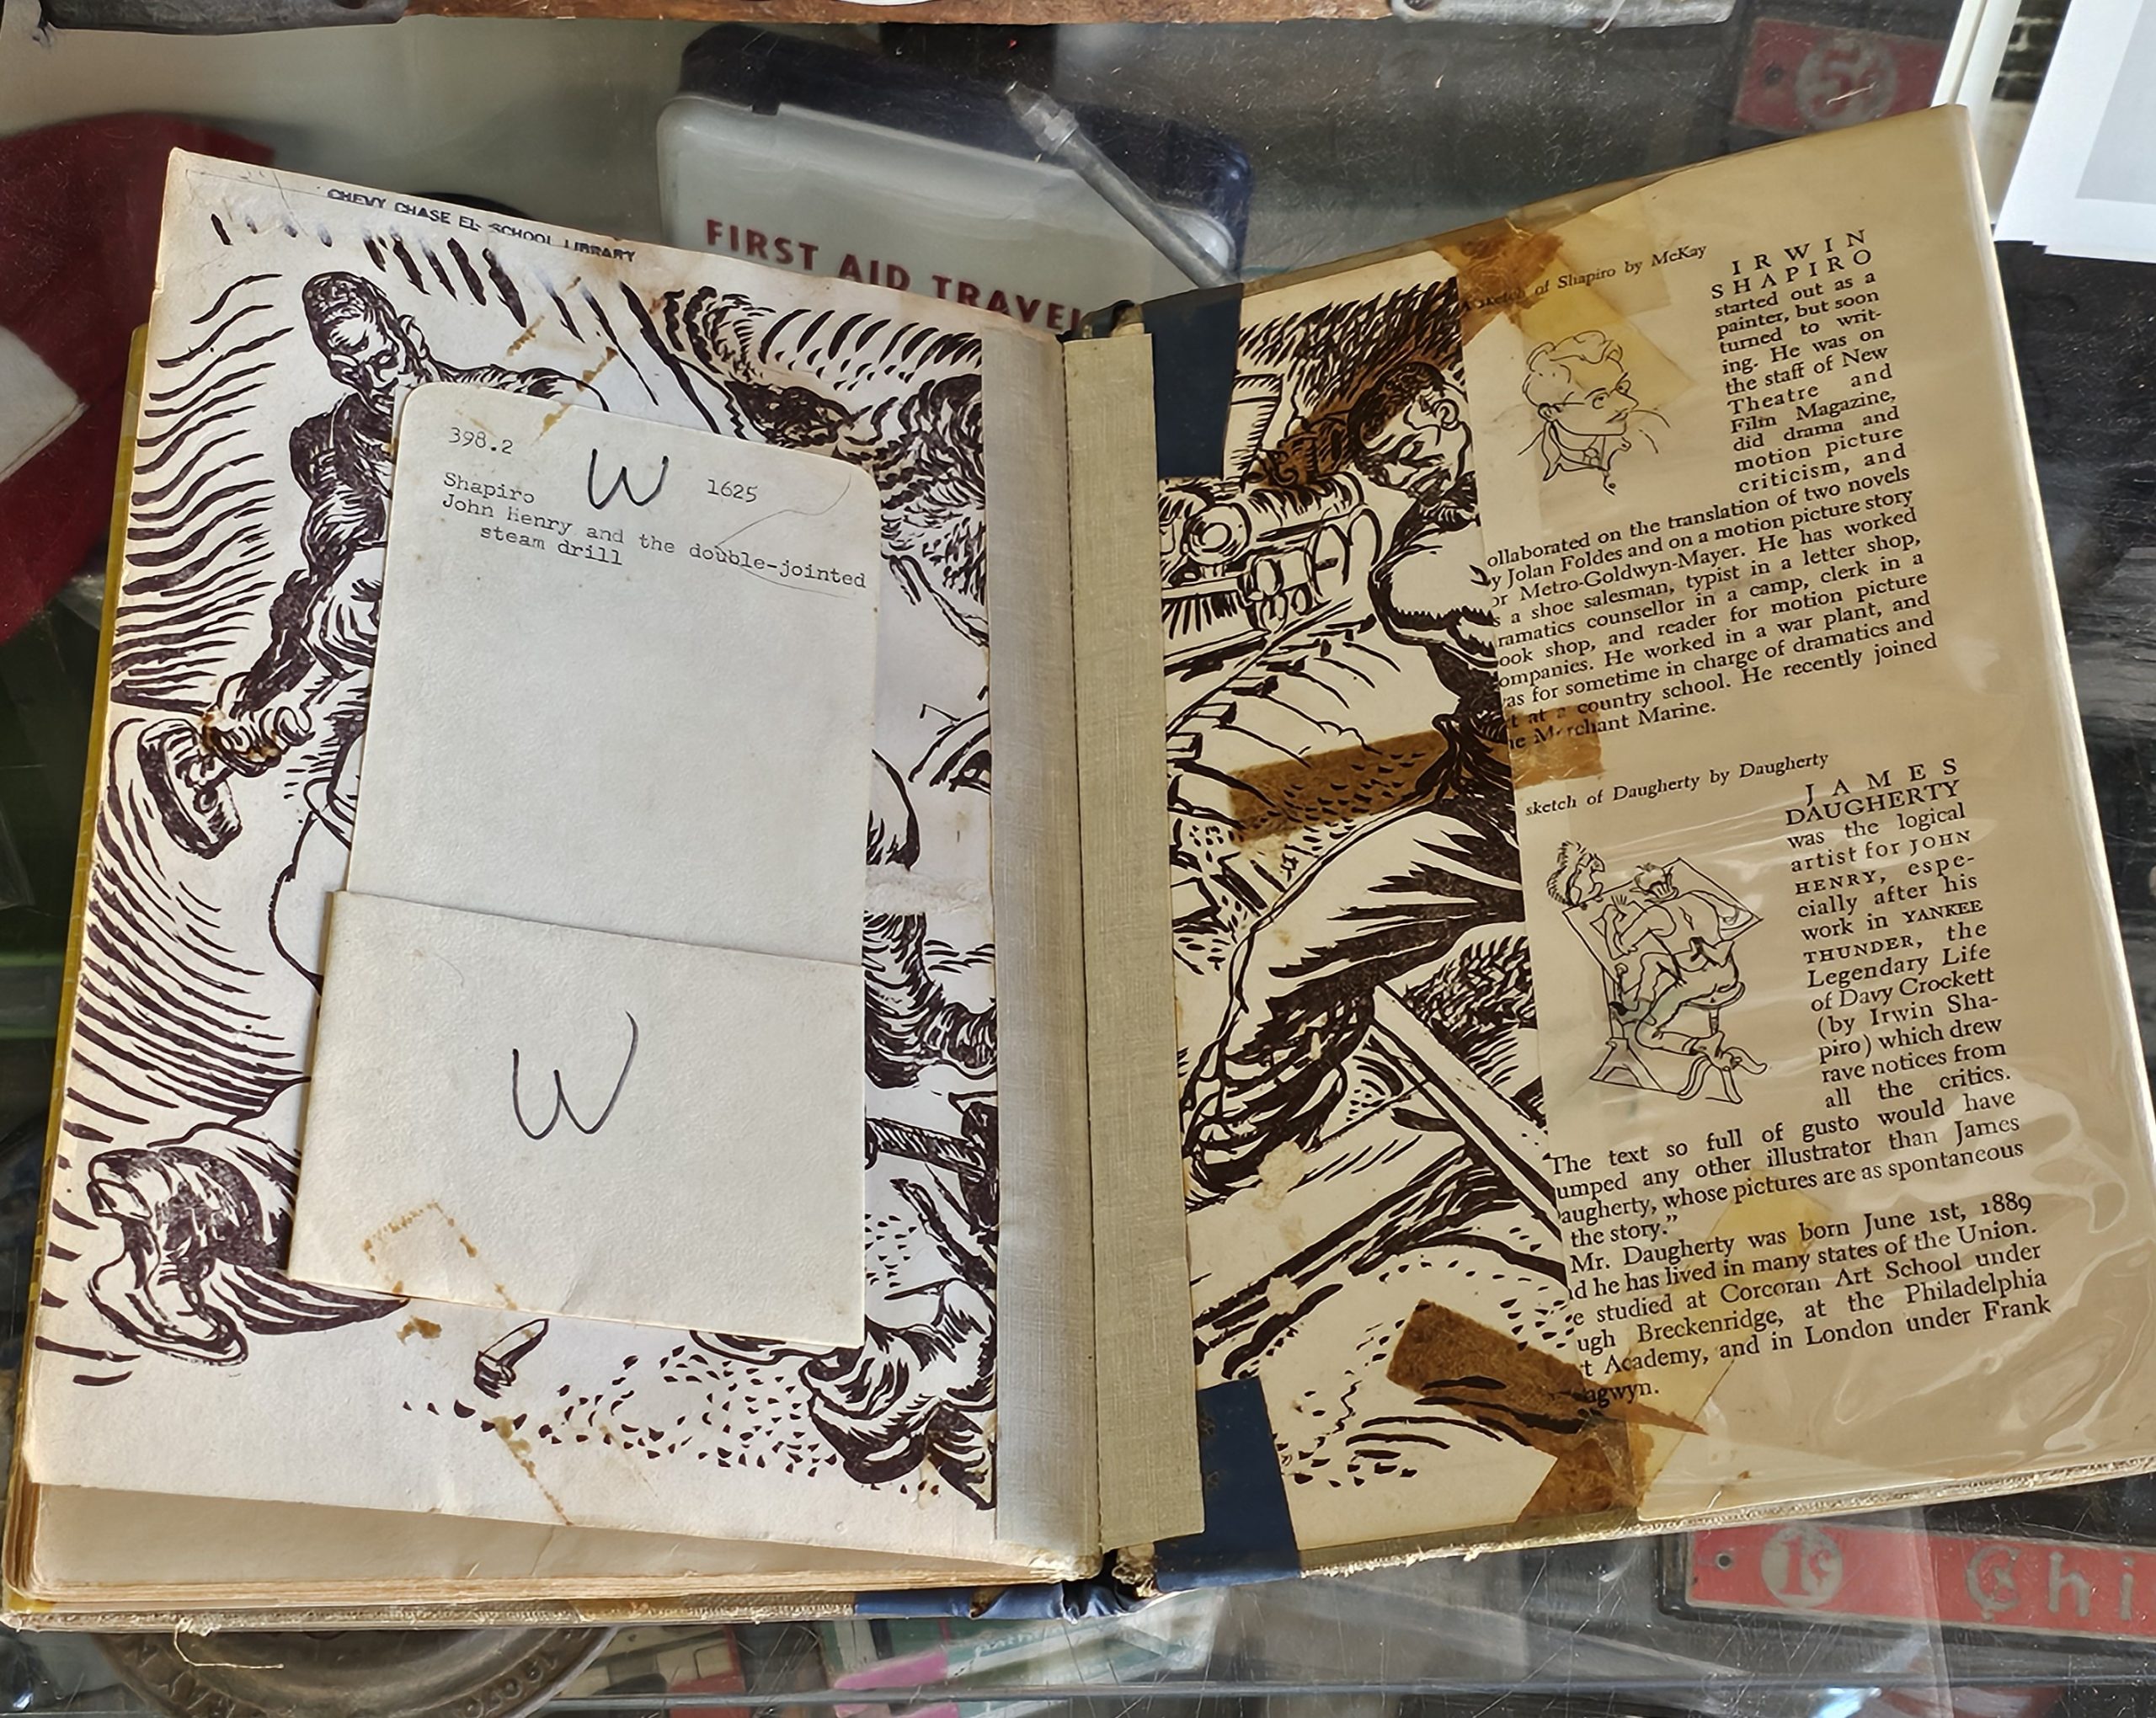 CHEVY CHASE EL. SCHOOL LIBRARY
FIRST AID TRAVEL
398.2
W
1625
Shapiro
John Henry and the double-jointed
steam drill
W
sketch of Shapiro by McKay
IRWIN
SHAPIRO
started out as a
painter, but soon
turned to writ-
ing. He was on
the staff of New
Theatre and
Film Magazine,
did drama and
motion picture
criticism, and
ollaborated on the translation of two novels
y Jolan Foldes and on a motion picture story
or Metro-Goldwyn-Mayer. He has worked
s a shoe salesman, typist in a letter shop,
ramatics counsellor in a camp, clerk in a
ook shop, and reader for motion picture
ompanies. He worked in a war plant, and
as for sometime in charge of dramatics and
t at a country school. He recently joined
he Merchant Marine.
sketch of Daugherty by Daugherty
JAMES
DAUGHERTY
was the logical
artist for JOHN
HENRY, espe-
cially after his
work in YANKEE
THUNDER, the
Legendary Life
of Davy Crockett
(by Irwin Sha-
piro) which drew
rave notices from
all the critics.
The text so full of gusto would have
umped any other illustrator than James
augherty, whose pictures are as spontaneous
the story."
Mr. Daugherty was born June 1st, 1889
d he has lived in many states of the Union.
e studied at Corcoran Art School under
ugh Breckenridge, at the Philadelphia
t Academy, and in London under Frank
agwyn.
5¢
1¢ Chi